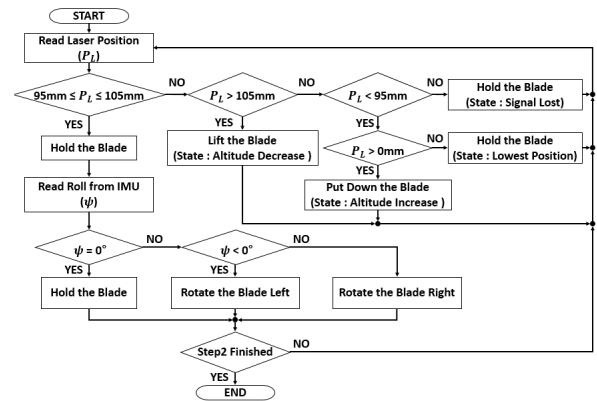 START
Read Laser Position
(P_L)
95mm ≤ P_L ≤ 105mm
NO
P_L > 105mm
NO
P_L < 95mm
NO
Hold the Blade
(State : Signal Lost)
YES
YES
YES
Hold the Blade
Lift the Blade
(State : Altitude Decrease )
P_L > 0mm
NO
Hold the Blade
(State : Lowest Position)
YES
Read Roll from IMU
(ψ)
Put Down the Blade
(State : Altitude Increase )
ψ = 0°
NO
ψ < 0°
NO
YES
YES
Hold the Blade
Rotate the Blade Left
Rotate the Blade Right
Step2 Finished
NO
YES
END